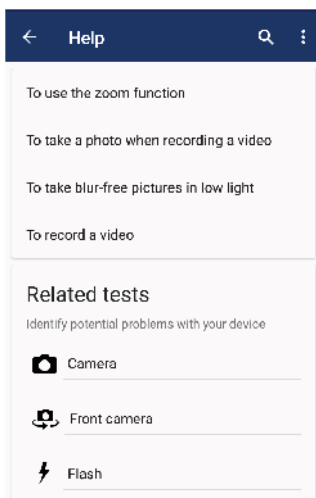 Help
To use the zoom function
To take a photo when recording a video
To take blur-free pictures in low light
To record a video
Related tests
Identify potential problems with your device
Camera
Front camera
Flash